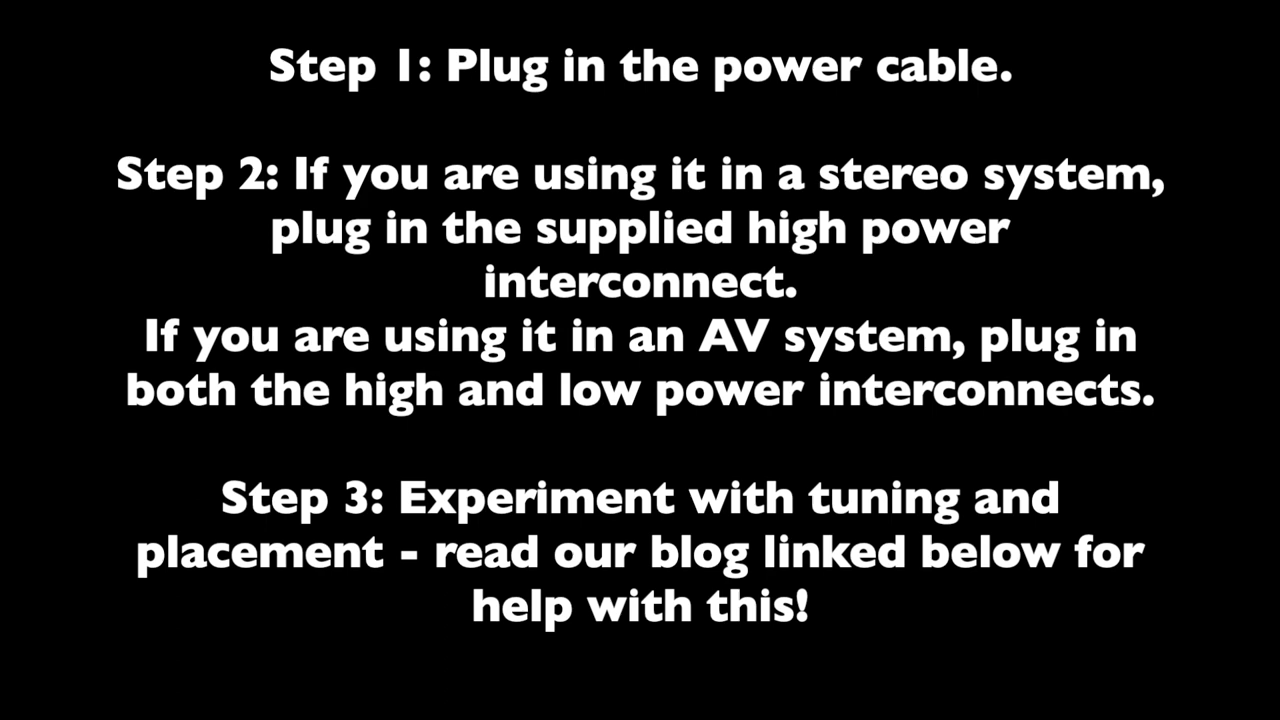 Step 1: Plug in the power cable.
Step 2: If you are using it in a stereo system,
plug in the supplied high power
interconnect.
If you are using it in an AV system, plug in
both the high and low power interconnects.
Step 3: Experiment with tuning and
placement - read our blog linked below for
help with this!